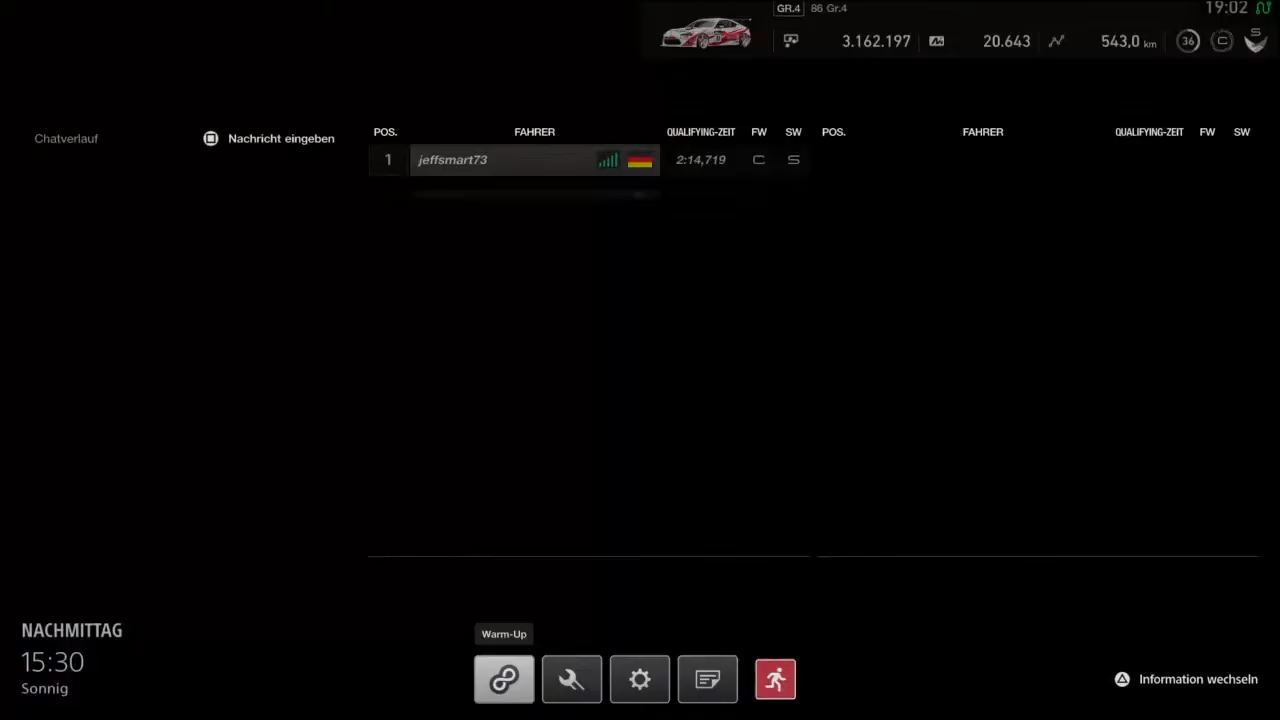 GR.4 86 Gr.4 19:02
3.162.197 20.643 543,0 km 36 C S
Chatverlauf Nachricht eingeben
POS. FAHRER QUALIFYING-ZEIT FW SW POS. FAHRER QUALIFYING-ZEIT FW SW
1 jeffsmart73 2:14,719 C S
NACHMITTAG
15:30
Sonnig
Warm-Up
Information wechseln